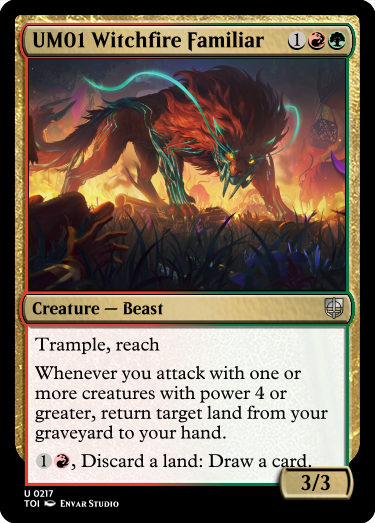 UM01 Witchfire Familiar 1
Creature — Beast
Trample, reach
Whenever you attack with one or
more creatures with power 4 or
greater, return target land from your
graveyard to your hand.
1, Discard a land: Draw a card.
3/3
U 0217
TOI Envar Studio